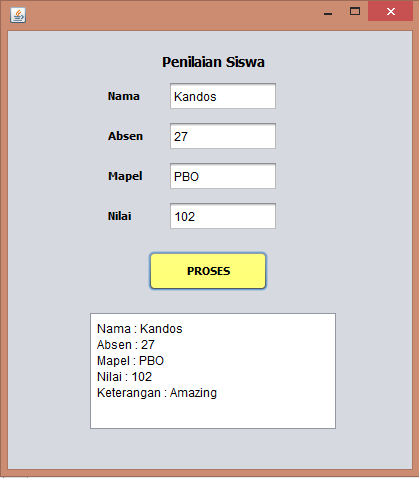 Penilaian Siswa
Nama Kandos
Absen 27
Mapel PBO
Nilai 102
PROSES
Nama : Kandos
Absen : 27
Mapel : PBO
Nilai : 102
Keterangan : Amazing